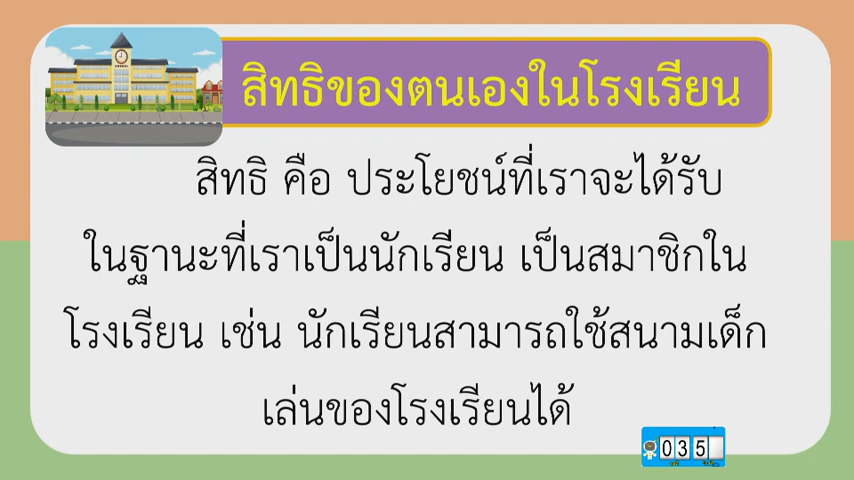 สิทธิของตนเองในโรงเรียน
สิทธิ คือ ประโยชน์ที่เราจะได้รับ
ในฐานะที่เราเป็นนักเรียน เป็นสมาชิกใน
โรงเรียน เช่น นักเรียนสามารถใช้สนามเด็ก
เล่นของโรงเรียนได้
035